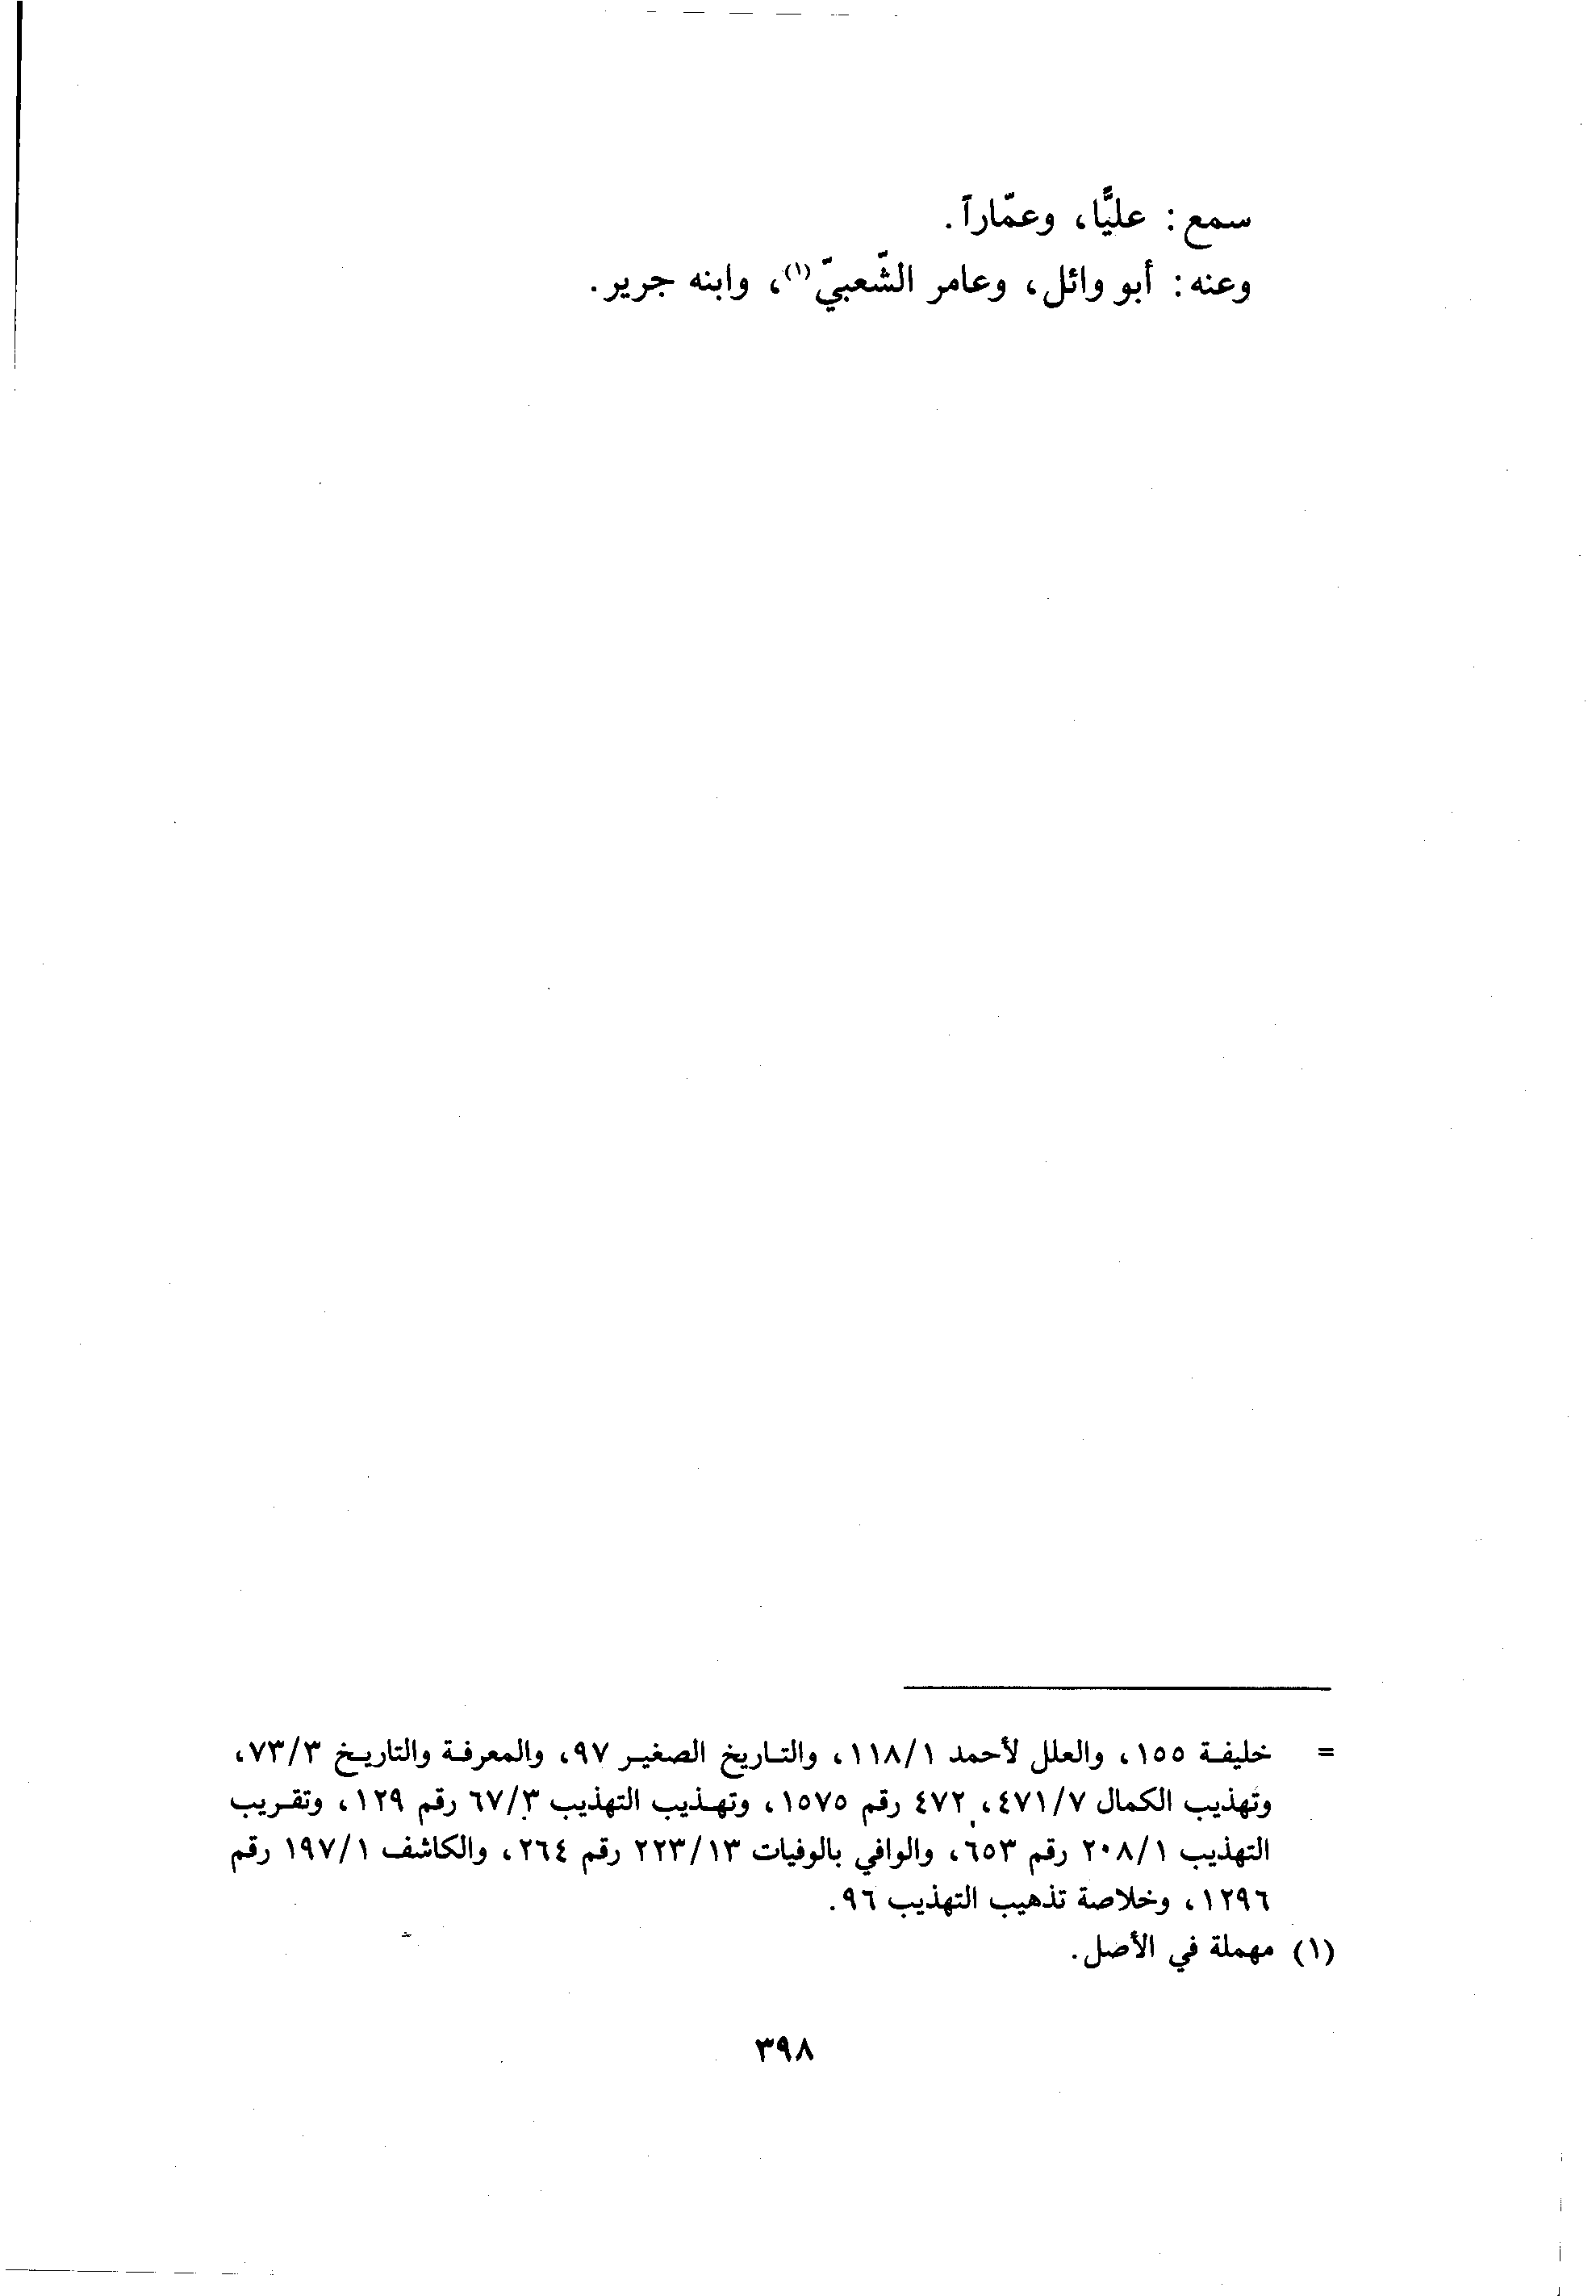 سمع: عليًّا، وعمّاراً.
وعنه: أبو وائل، وعامر الشّعبيّ(١)، وابنه جرير.
= خليفة ١٥٥، والعلل لأحمد ١١٨/١، والتاريخ الصغير ٩٧، والمعرفة والتاريخ ٧٣/٣،
وتهذيب الكمال ٤٧١/٧، ٤٧٢ رقم ١٥٧٥، وتهذيب التهذيب ٦٧/٣ رقم ١٢٩، وتقريب
التهذيب ٢٠٨/١ رقم ٦٥٣، والوافي بالوفيات ٢٢٣/١٣ رقم ٢٦٤، والكاشف ١٩٧/١ رقم
١٢٩٦، وخلاصة تذهيب التهذيب ٩٦.
(١) مهملة في الأصل.
٣٩٨